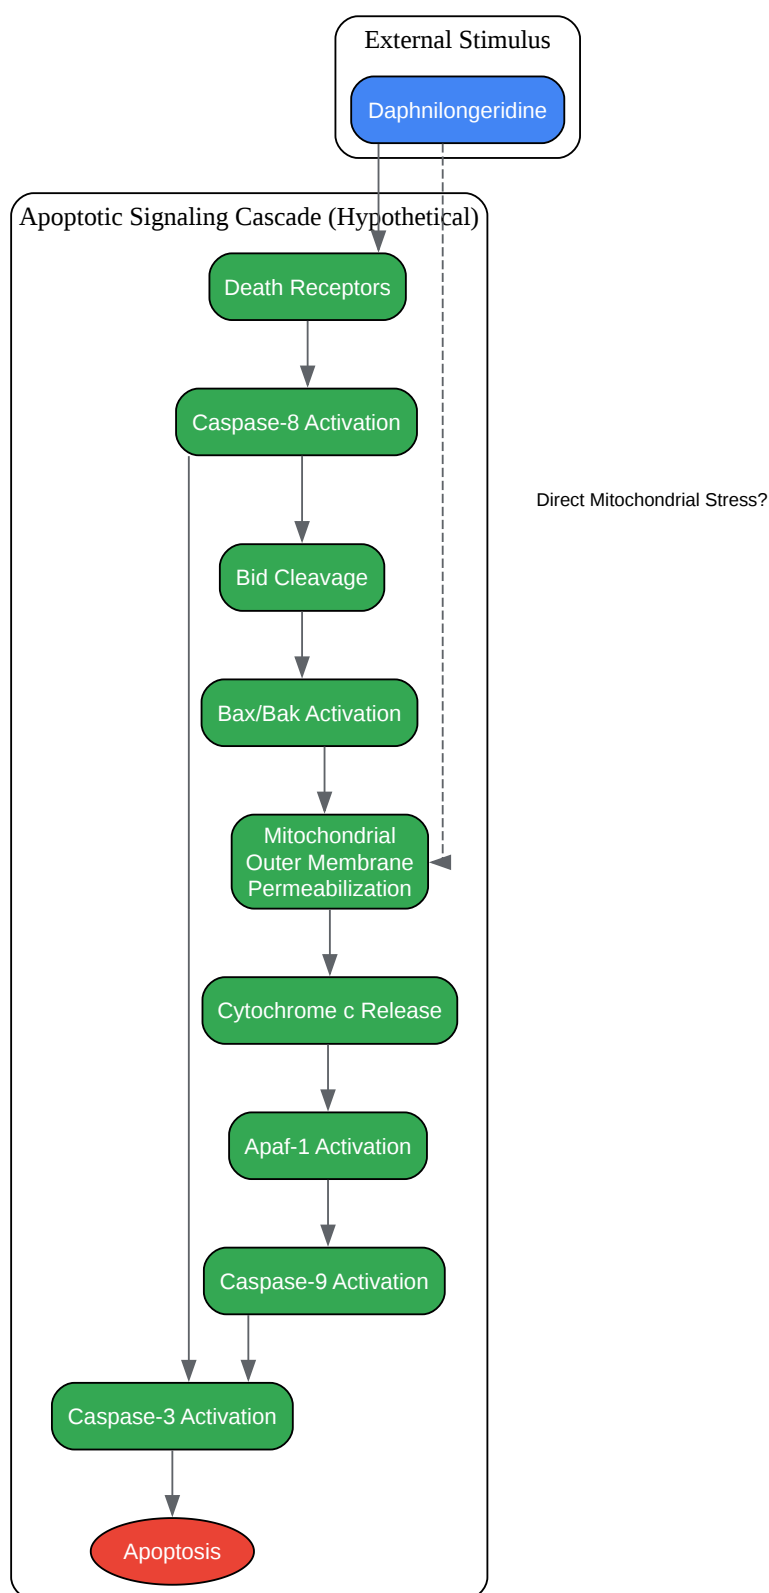 External Stimulus
Daphnilongeridine
Apoptotic Signaling Cascade (Hypothetical)
Death Receptors
Caspase-8 Activation
Direct Mitochondrial Stress?
Bid Cleavage
Bax/Bak Activation
Mitochondrial
Outer Membrane
Permeabilization
Cytochrome c Release
Apaf-1 Activation
Caspase-9 Activation
Caspase-3 Activation
Apoptosis